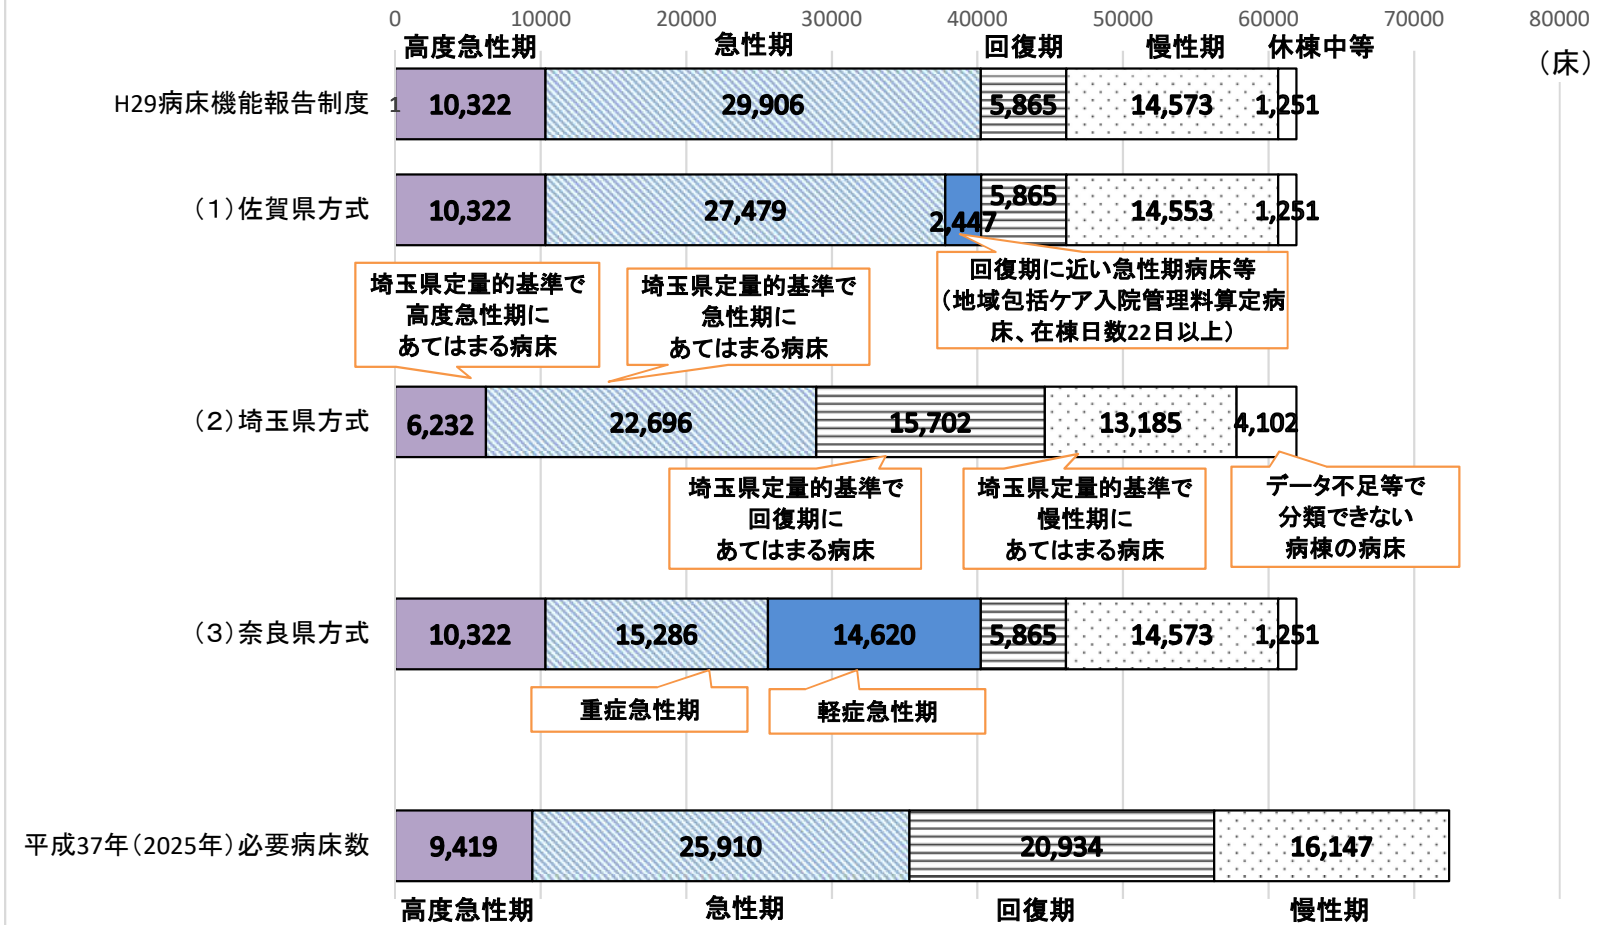 0 10000 20000 30000 40000 50000 60000 70000 80000
高度急性期 急性期 回復期 慢性期 休棟中等
（床）
H29病床機能報告制度 1 10,322 29,906 5,865 14,573 1,251
（１）佐賀県方式 10,322 27,479 2,447 5,865 14,553 1,251
回復期に近い急性期病床等
（地域包括ケア入院管理料算定病
床、在棟日数22日以上）
埼玉県定量的基準で
高度急性期に
あてはまる病床
埼玉県定量的基準で
急性期に
あてはまる病床
（２）埼玉県方式 6,232 22,696 15,702 13,185 4,102
埼玉県定量的基準で
回復期に
あてはまる病床
埼玉県定量的基準で
慢性期に
あてはまる病床
データ不足等で
分類できない
病棟の病床
（３）奈良県方式 10,322 15,286 14,620 5,865 14,573 1,251
重症急性期
軽症急性期
平成37年（2025年）必要病床数 9,419 25,910 20,934 16,147
高度急性期 急性期 回復期 慢性期